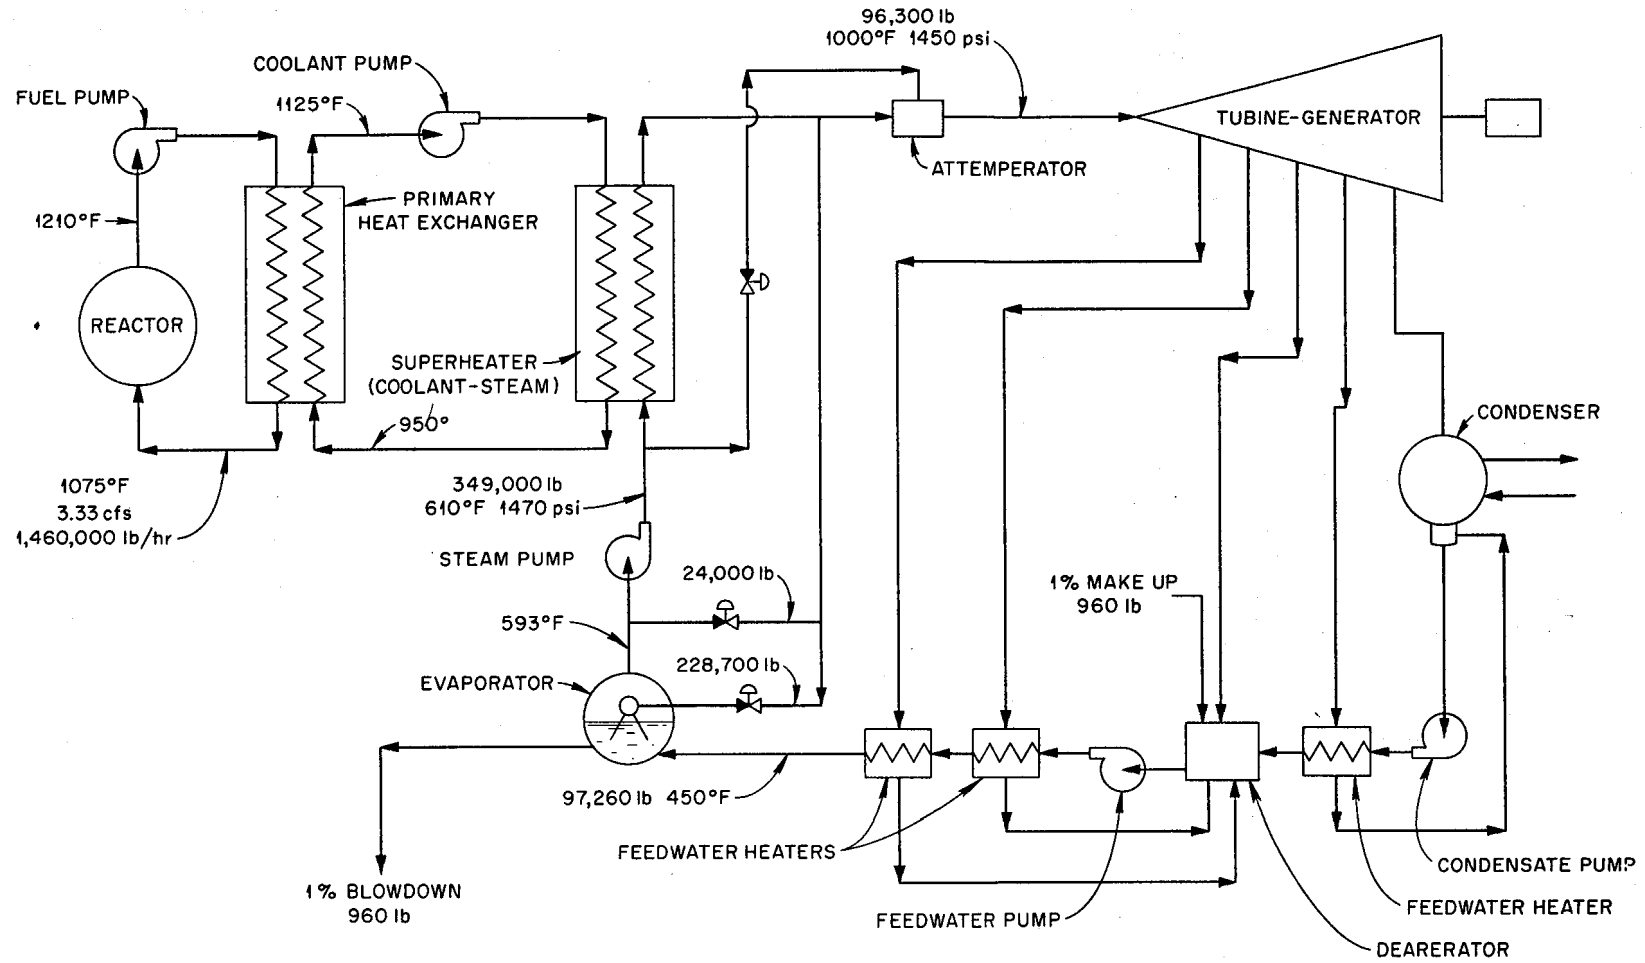 96,300 lb
1000°F 1450 psi
COOLANT PUMP
FUEL PUMP
1125°F
TUBINE-GENERATOR
ATTEMPERATOR
PRIMARY
HEAT EXCHANGER
1210°F
REACTOR
SUPERHEATER
(COOLANT-STEAM)
950°
CONDENSER
1075°F
3.33 cfs
1,460,000 lb/hr
349,000 lb
610°F 1470 psi
STEAM PUMP
24,000 lb
1% MAKE UP
960 lb
593°F
228,700 lb
EVAPORATOR
97,260 lb 450°F
FEEDWATER HEATERS
CONDENSATE PUMP
1% BLOWDOWN
960 lb
FEEDWATER PUMP
FEEDWATER HEATER
DEARERATOR